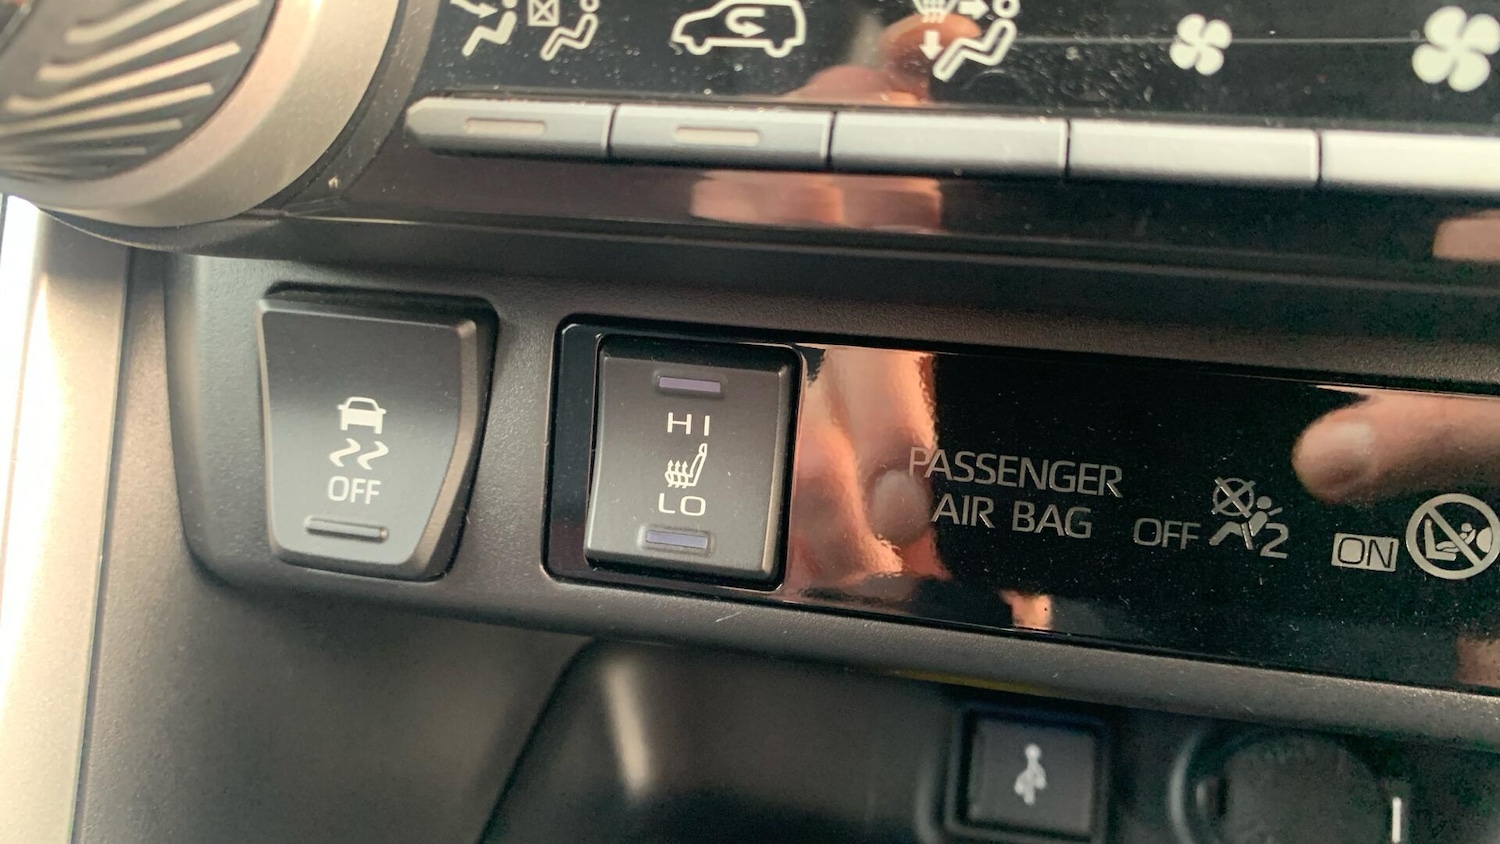 OFF
HI
LO
PASSENGER
AIR BAG
OFF 2
ON